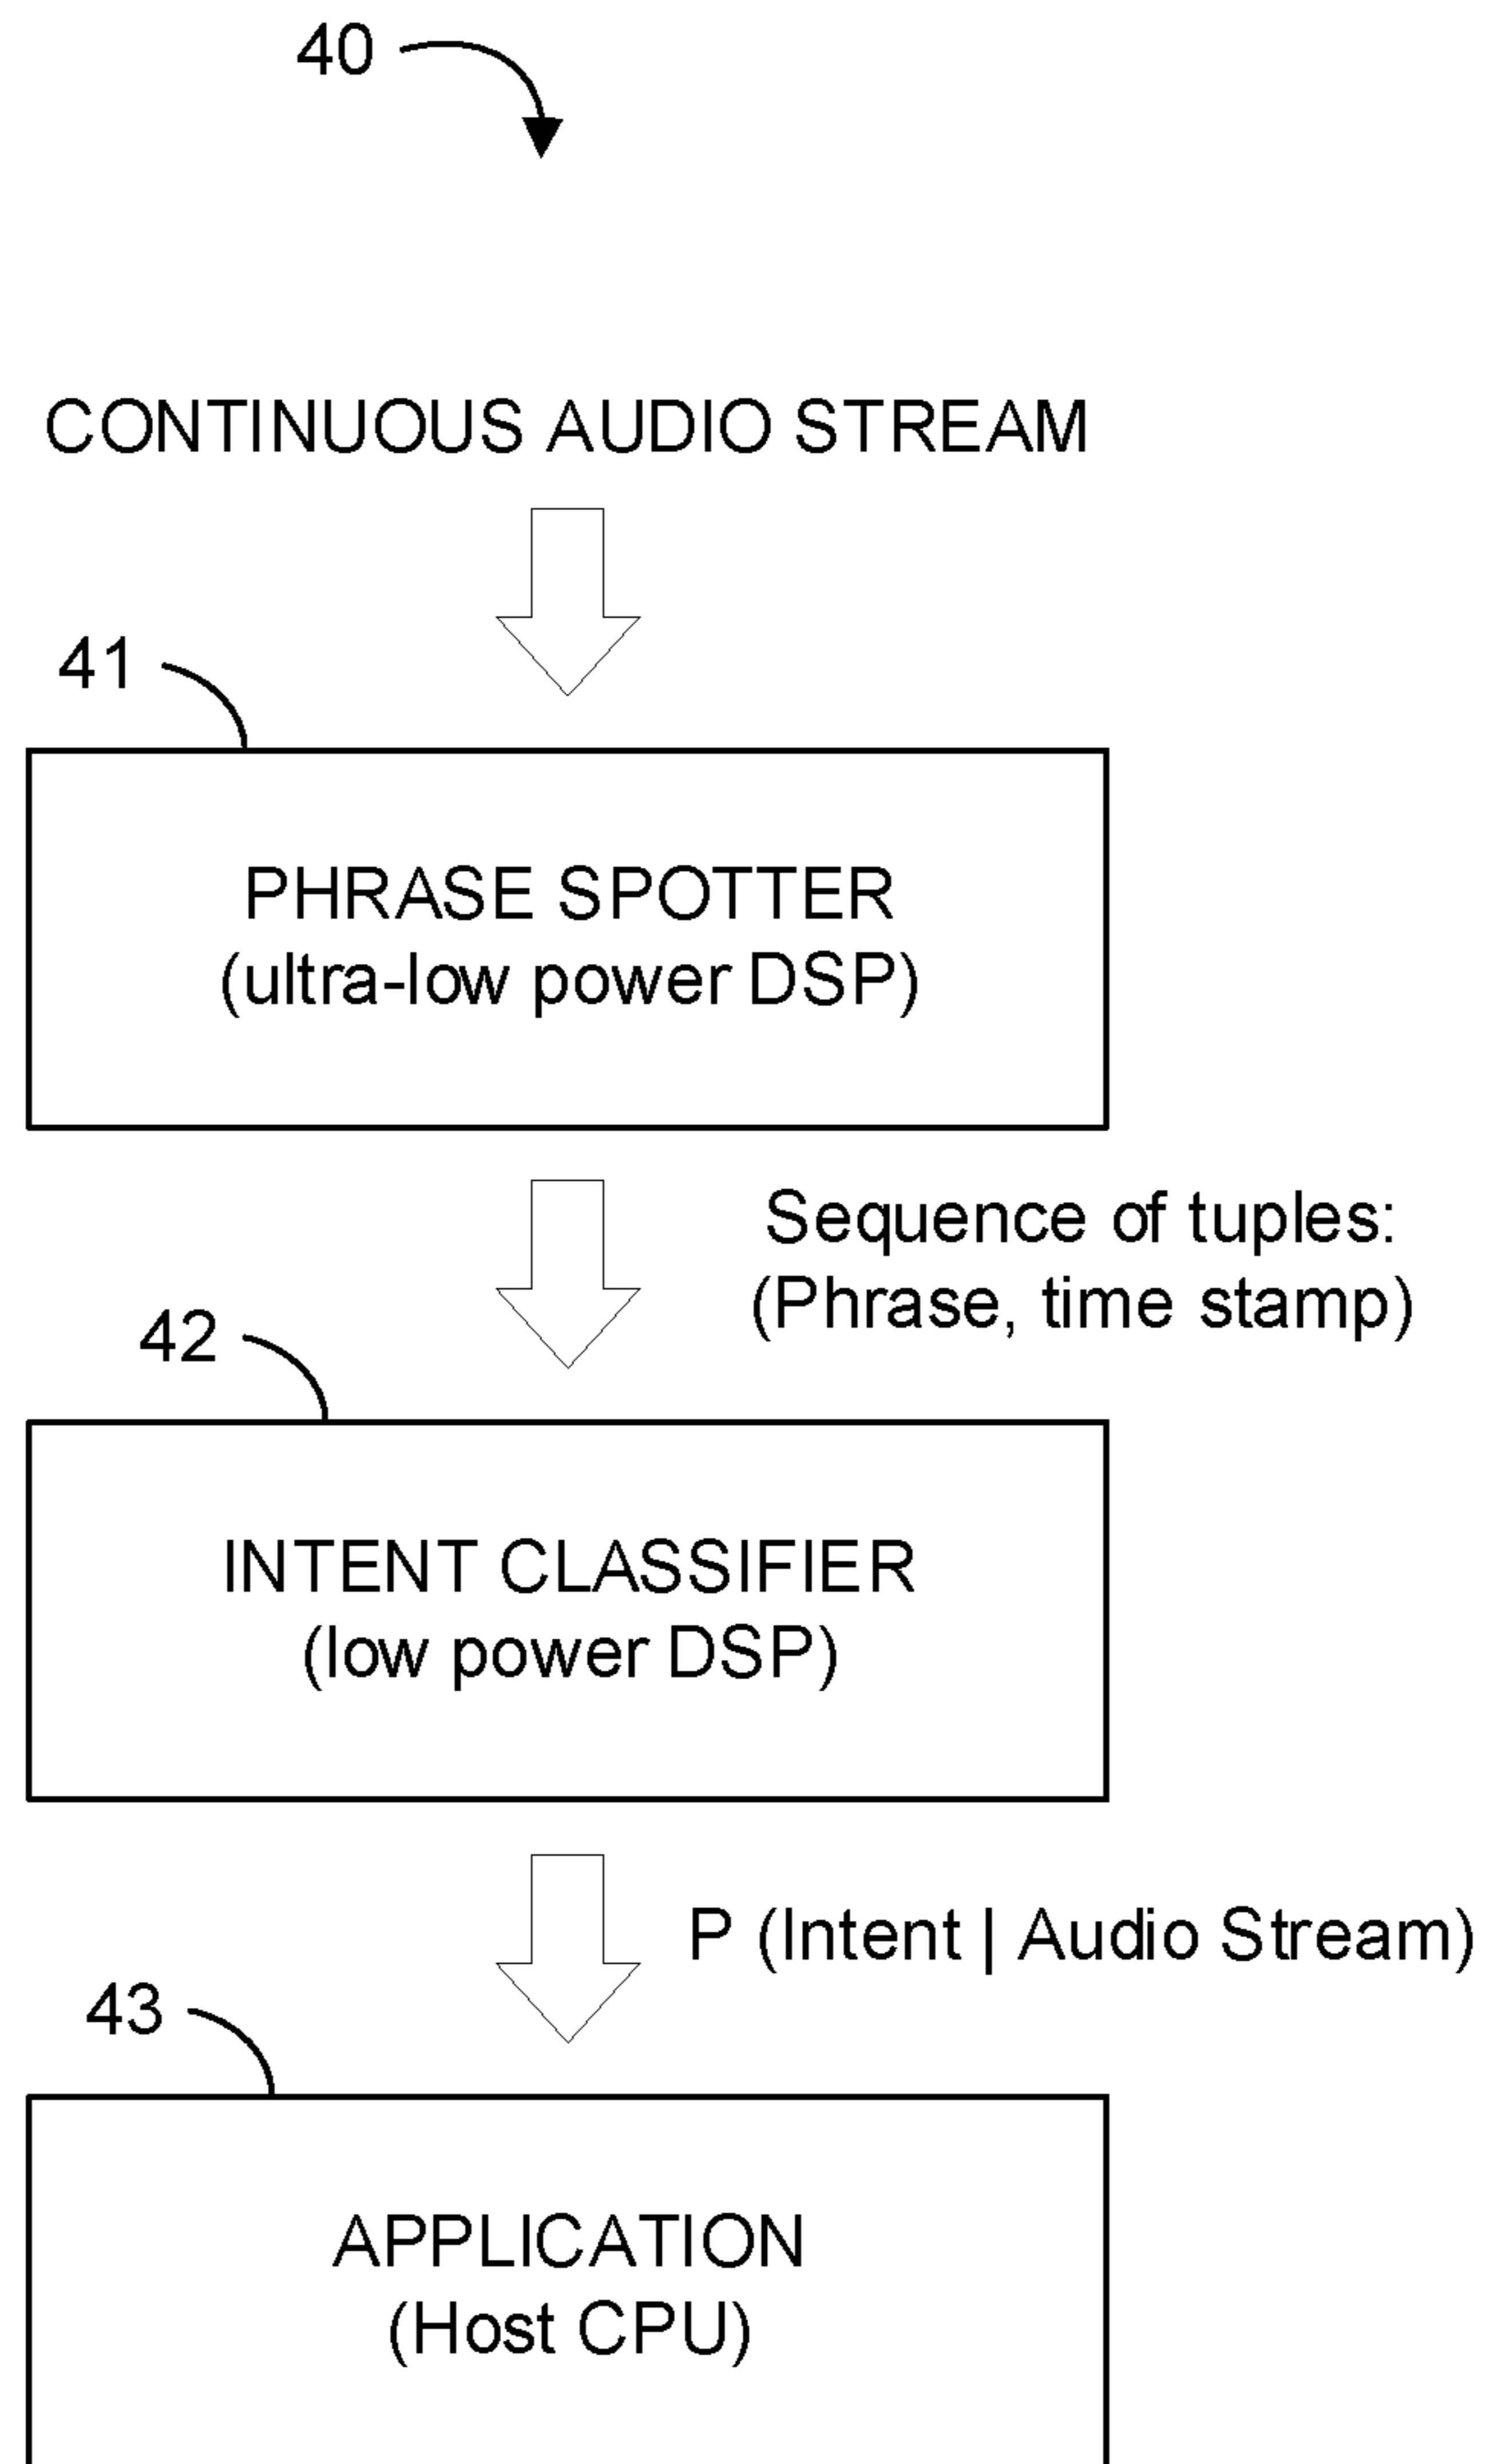 40
CONTINUOUS AUDIO STREAM
41
PHRASE SPOTTER
(ultra-low power DSP)
Sequence of tuples:
(Phrase, time stamp)
42
INTENT CLASSIFIER
(low power DSP)
P (Intent | Audio Stream)
43
APPLICATION
(Host CPU)